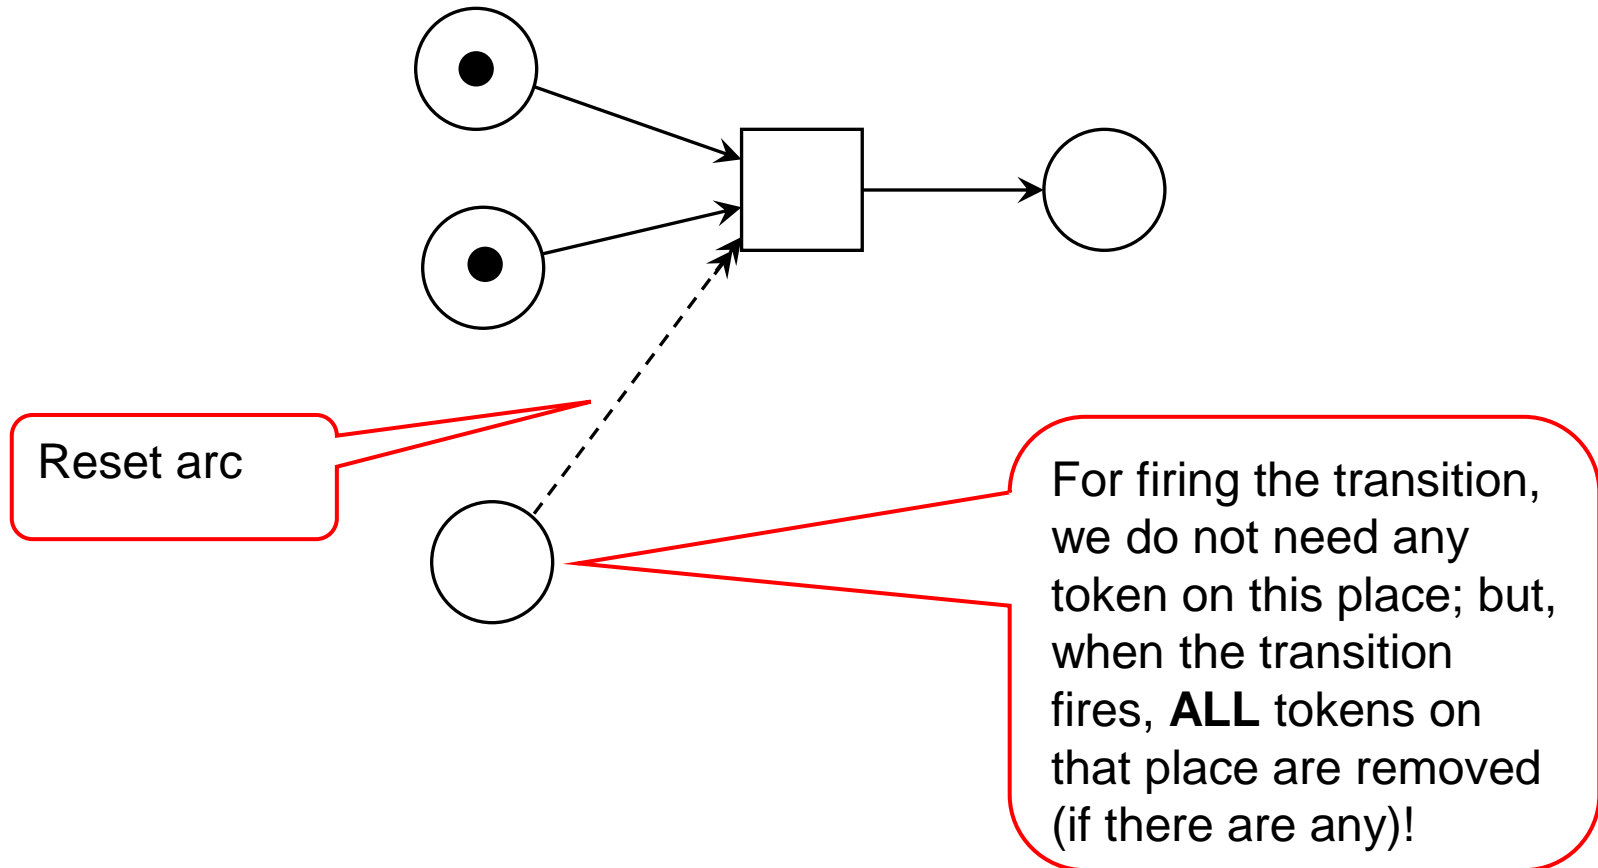 Reset arc
For firing the transition,
we do not need any
token on this place; but,
when the transition
fires, ALL tokens on
that place are removed
(if there are any)!